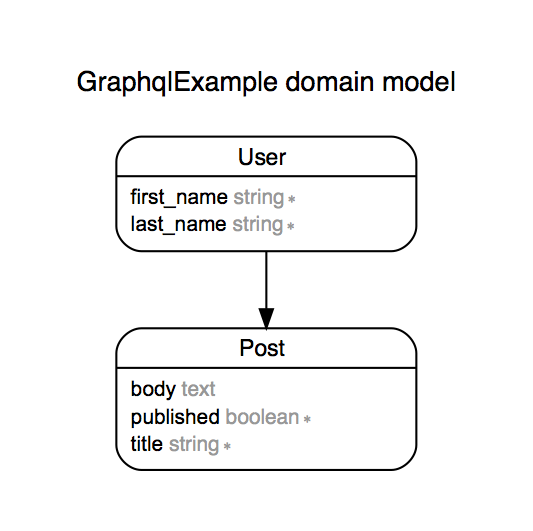 GraphqlExample domain model
User
first_name string *
last_name string *
Post
body text
published boolean *
title string *